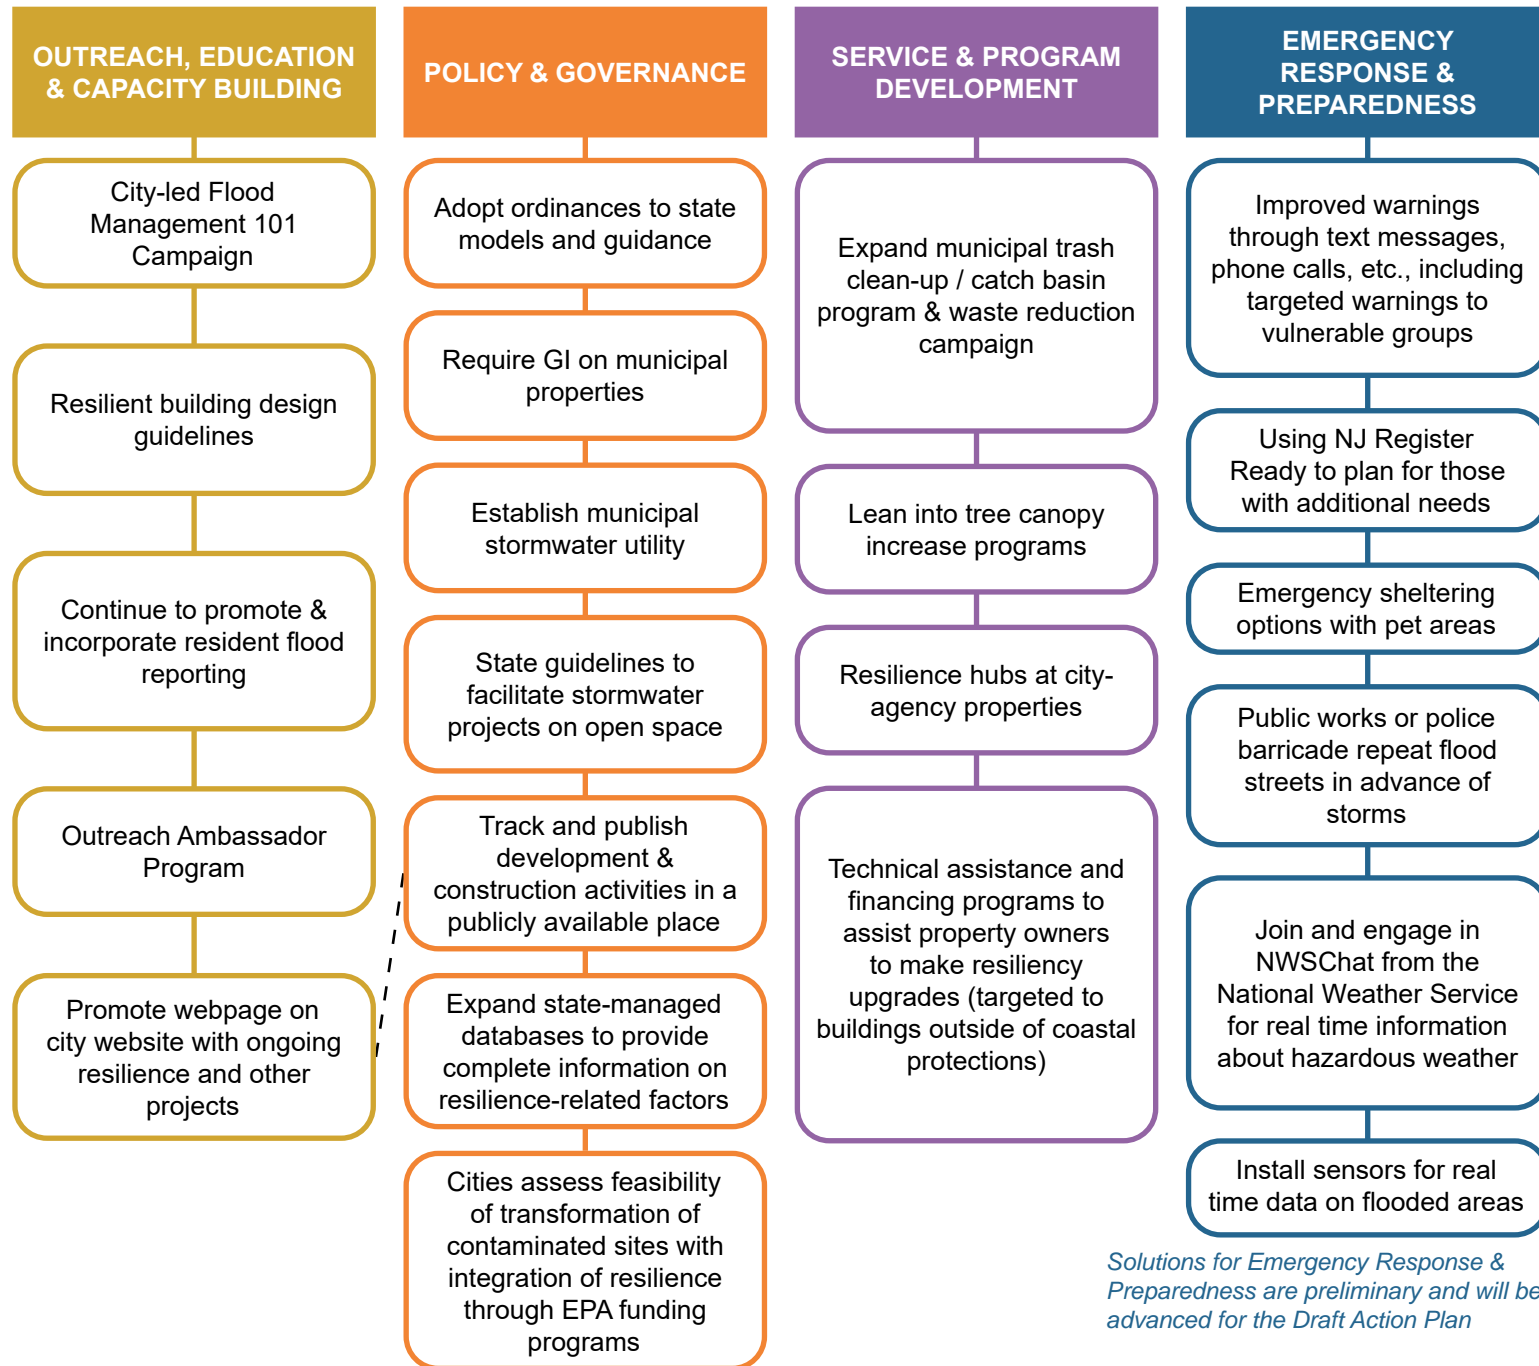 OUTREACH, EDUCATION
& CAPACITY BUILDING
City-led Flood
Management 101
Campaign
Resilient building design
guidelines
Continue to promote &
incorporate resident flood
reporting
Outreach Ambassador
Program
Promote webpage on
city website with ongoing
resilience and other
projects
POLICY & GOVERNANCE
Adopt ordinances to state
models and guidance
Require GI on municipal
properties
Establish municipal
stormwater utility
State guidelines to
facilitate stormwater
projects on open space
Track and publish
development &
construction activities in a
publicly available place
Expand state-managed
databases to provide
complete information on
resilience-related factors
Cities assess feasibility
of transformation of
contaminated sites with
integration of resilience
through EPA funding
programs
SERVICE & PROGRAM
DEVELOPMENT
Expand municipal trash
clean-up / catch basin
program & waste reduction
campaign
Lean into tree canopy
increase programs
Resilience hubs at city-
agency properties
Technical assistance and
financing programs to
assist property owners
to make resiliency
upgrades (targeted to
buildings outside of coastal
protections)
EMERGENCY
RESPONSE &
PREPAREDNESS
Improved warnings
through text messages,
phone calls, etc., including
targeted warnings to
vulnerable groups
Using NJ Register
Ready to plan for those
with additional needs
Emergency sheltering
options with pet areas
Public works or police
barricade repeat flood
streets in advance of
storms
Join and engage in
NWSChat from the
National Weather Service
for real time information
about hazardous weather
Install sensors for real
time data on flooded areas
Solutions for Emergency Response &
Preparedness are preliminary and will be
advanced for the Draft Action Plan